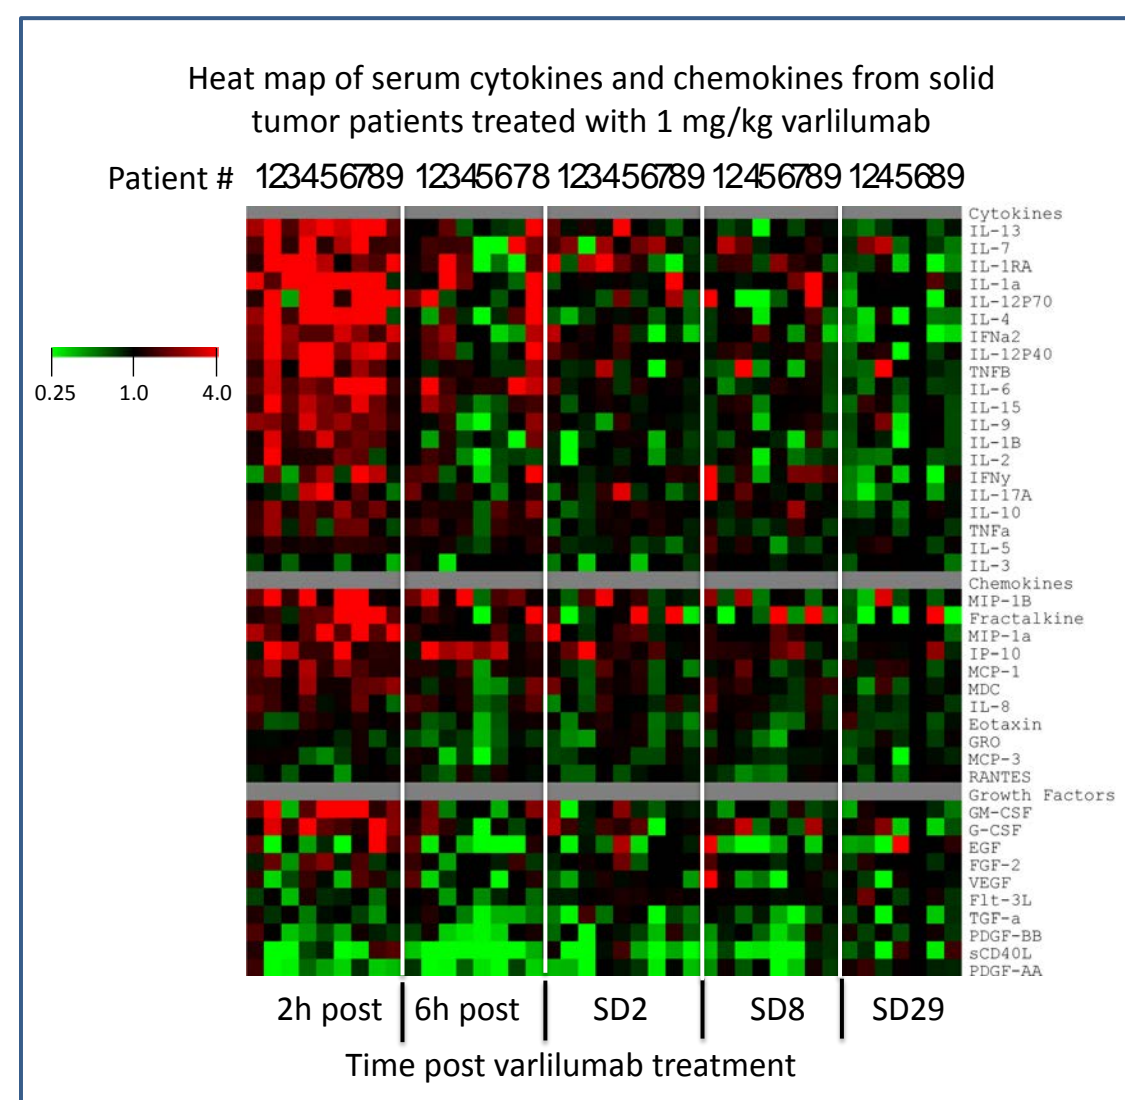 Heat map of serum cytokines and chemokines from solid
tumor patients treated with 1 mg/kg varlilumab
Patient # 123456789 12345678 123456789 12456789 1245689
Cytokines
IL-13
IL-7
IL-1RA
IL-1a
IL-12P70
IL-4
IFNa2
IL-12P40
TNFB
IL-6
IL-15
IL-9
IL-1B
IL-2
IFNy
IL-17A
IL-10
TNFa
IL-5
IL-3
Chemokines
MIP-1B
Fractalkine
MIP-1a
IP-10
MCP-1
MDC
IL-8
Eotaxin
GRO
MCP-3
RANTES
Growth Factors
GM-CSF
G-CSF
EGF
FGF-2
VEGF
Flt-3L
TGF-a
PDGF-BB
sCD40L
PDGF-AA
0.25 1.0 4.0
2h post 6h post SD2 SD8 SD29
Time post varlilumab treatment